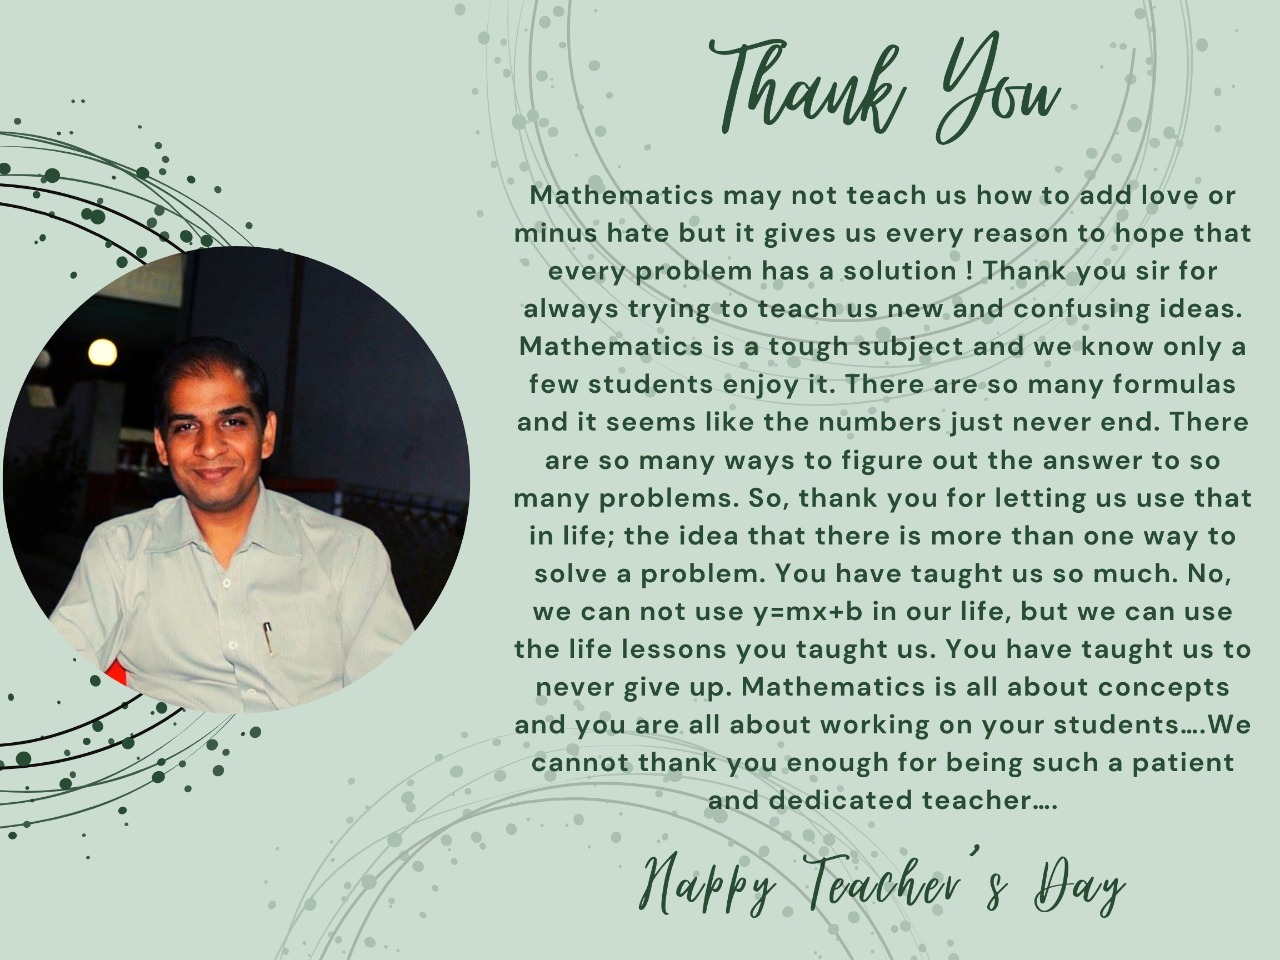 Thank You
Mathematics may not teach us how to add love or
minus hate but it gives us every reason to hope that
every problem has a solution ! Thank you sir for
always trying to teach us new and confusing ideas.
Mathematics is a tough subject and we know only a
few students enjoy it. There are so many formulas
and it seems like the numbers just never end. There
are so many ways to figure out the answer to so
many problems. So, thank you for letting us use that
in life; the idea that there is more than one way to
solve a problem. You have taught us so much. No,
we can not use y=mx+b in our life, but we can use
the life lessons you taught us. You have taught us to
never give up. Mathematics is all about concepts
and you are all about working on your students....We
cannot thank you enough for being such a patient
and dedicated teacher....
Happy Teacher's Day